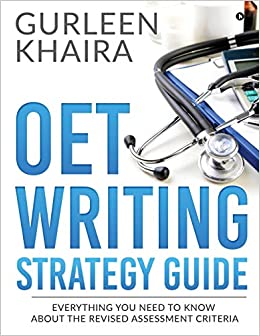 GURLEEN
KHAIRA
OET
WRITING
STRATEGY GUIDE
EVERYTHING YOU NEED TO KNOW
ABOUT THE REVISED ASSESSMENT CRITERIA